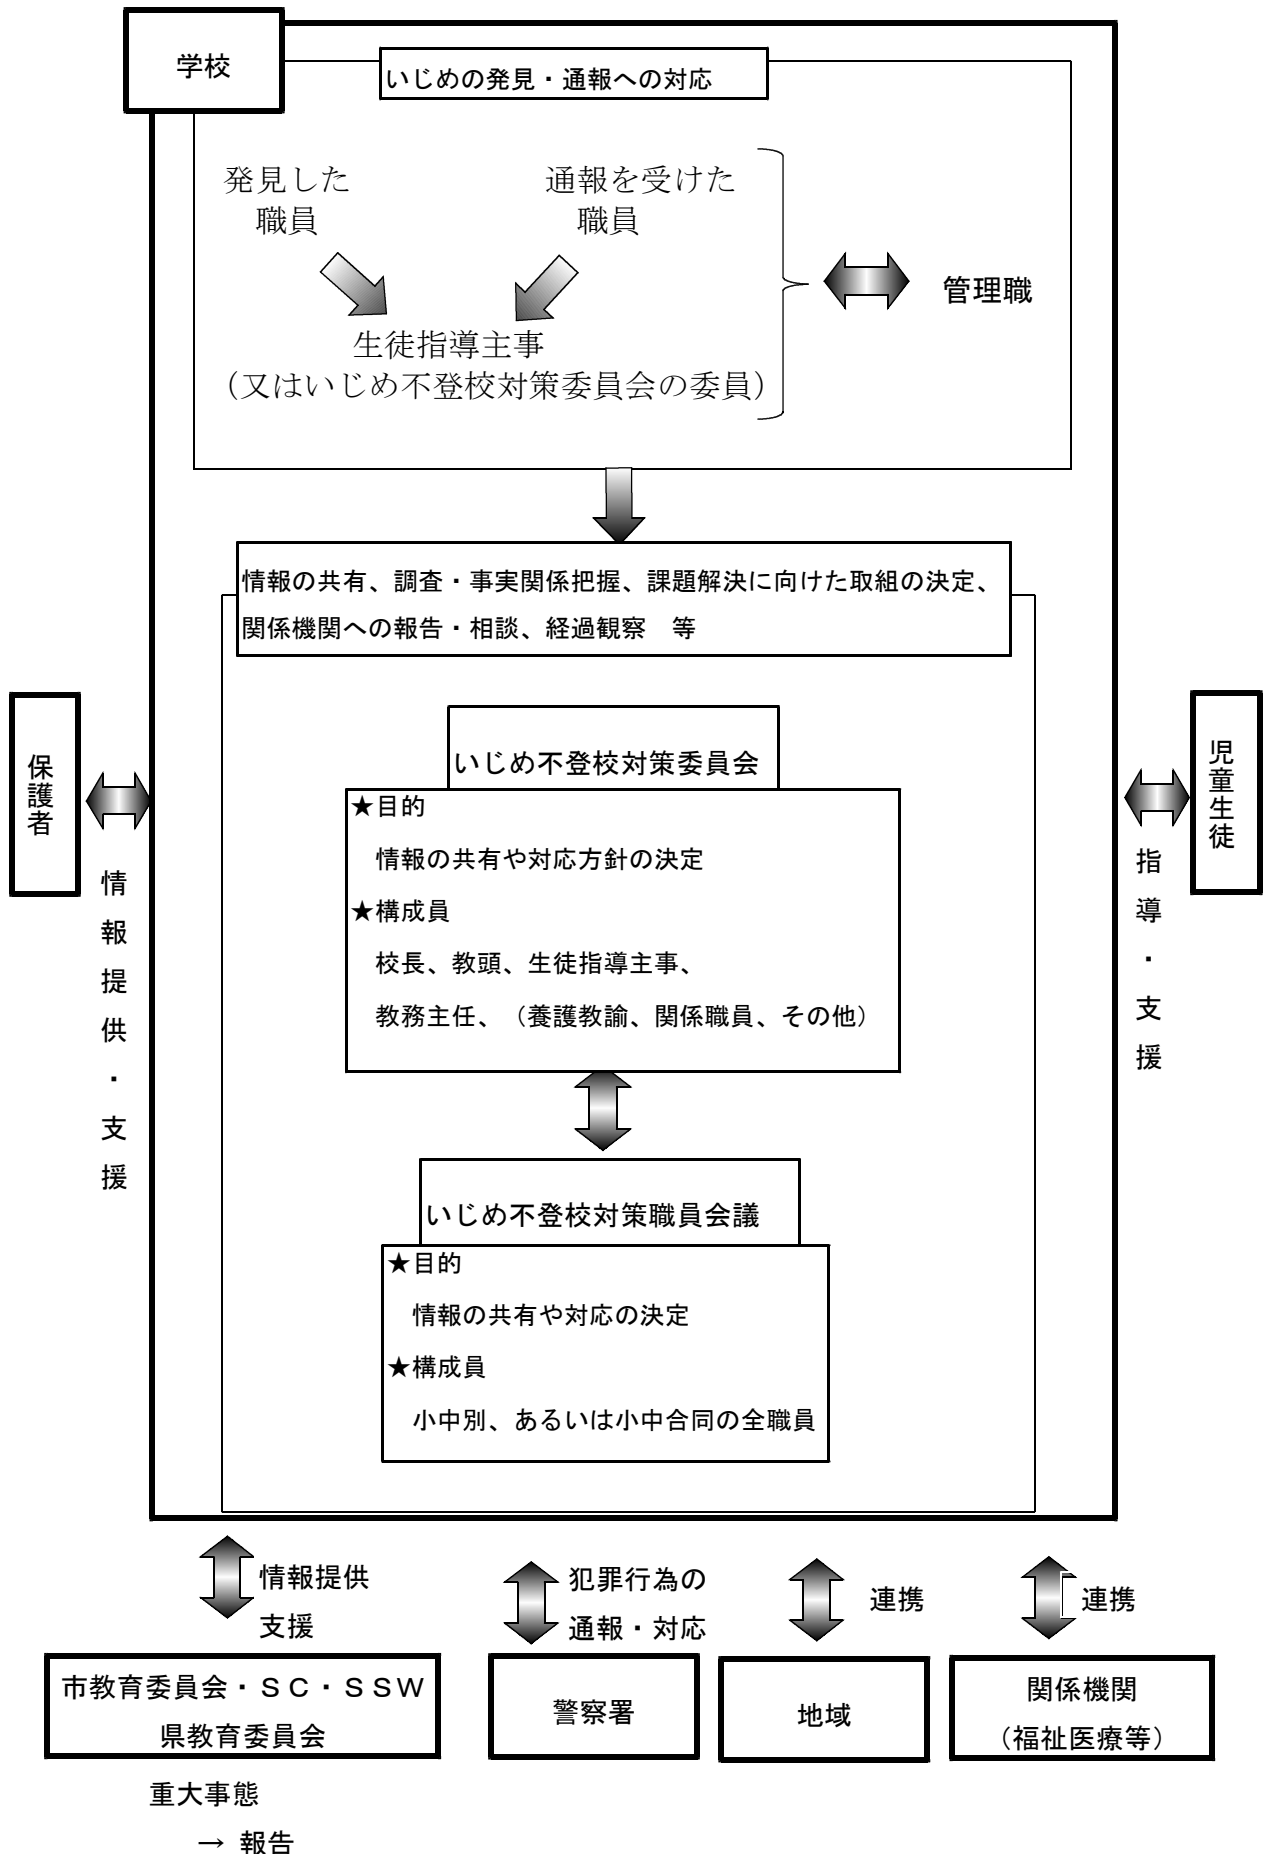 学校
いじめの発見・通報への対応
発見した
職員
通報を受けた
職員
管理職
生徒指導主事
（又はいじめ不登校対策委員会の委員）
情報の共有、調査・事実関係把握、課題解決に向けた取組の決定、
関係機関への報告・相談、経過観察　等
保護者
情報提供・支援
児童生徒
指導・支援
いじめ不登校対策委員会
★目的
情報の共有や対応方針の決定
★構成員
校長、教頭、生徒指導主事、
教務主任、（養護教諭、関係職員、その他）
いじめ不登校対策職員会議
★目的
情報の共有や対応の決定
★構成員
小中別、あるいは小中合同の全職員
情報提供
支援
犯罪行為の
通報・対応
連携
連携
市教育委員会・ＳＣ・ＳＳＷ
県教育委員会
警察署
地域
関係機関
（福祉医療等）
重大事態
→ 報告